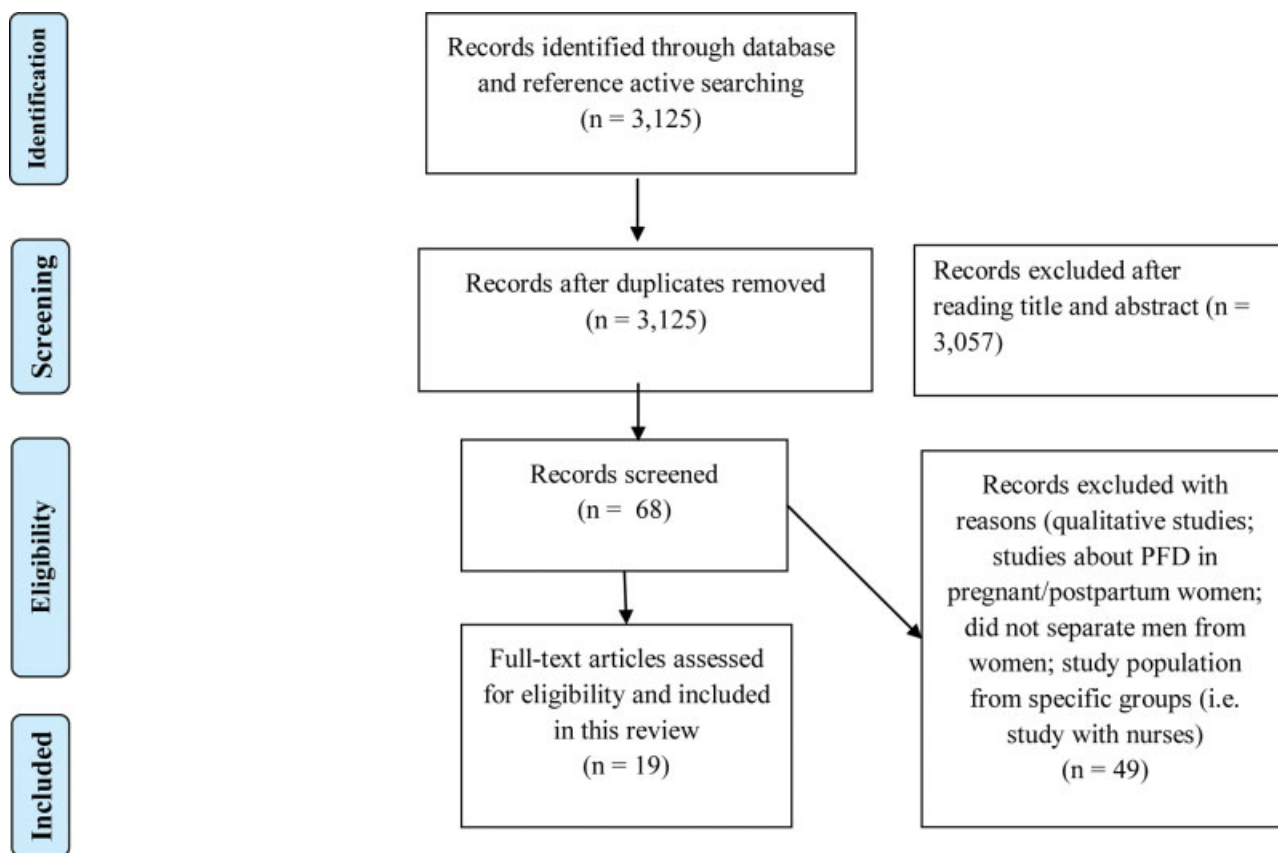 Identification
Records identified through database
and reference active searching
(n = 3,125)
Screening
Records after duplicates removed
(n = 3,125)
Records excluded after
reading title and abstract (n =
3,057)
Eligibility
Records screened
(n =  68)
Records excluded with
reasons (qualitative studies;
studies about PFD in
pregnant/postpartum women;
did not separate men from
women; study population
from specific groups (i.e.
study with nurses)
(n = 49)
Full-text articles assessed
for eligibility and included
in this review
(n = 19)
Included